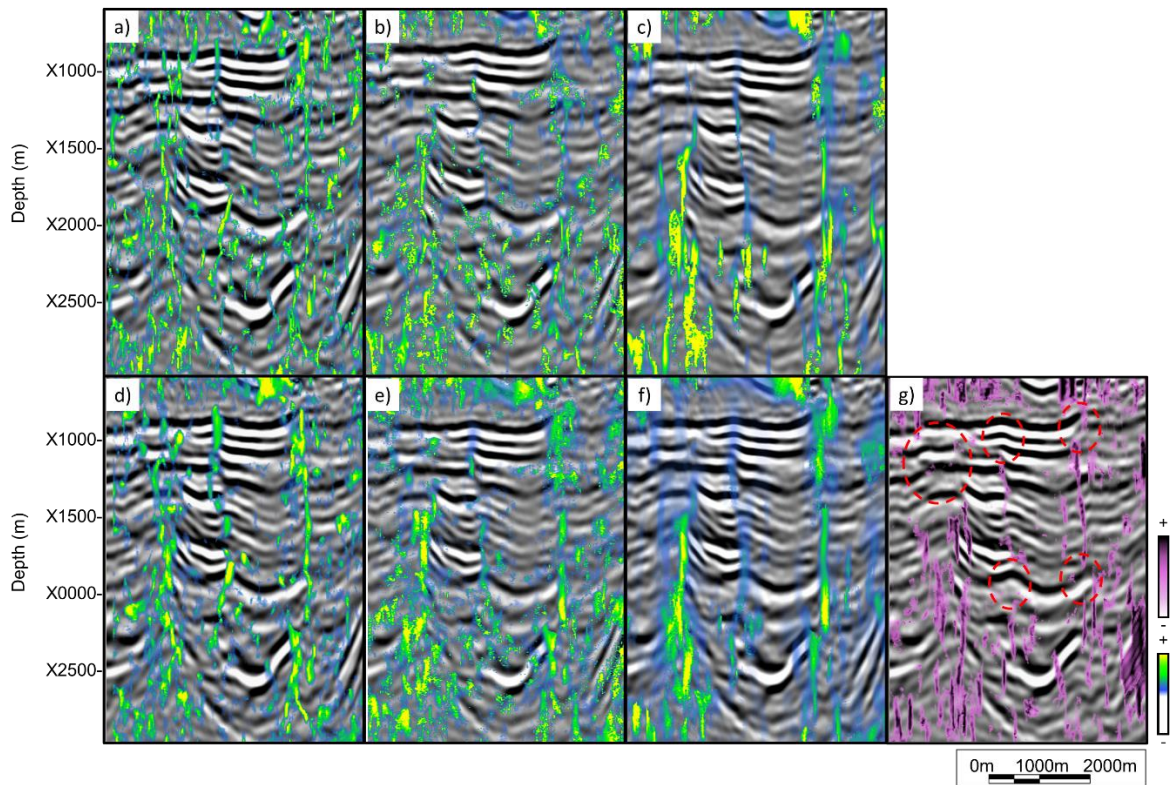 a)
b)
c)
X1000
X1500
X2000
X2500
Depth (m)
d)
e)
f)
g)
X1000
X1500
X0000
X2500
Depth (m)
+
-
+
-
0m 1000m 2000m